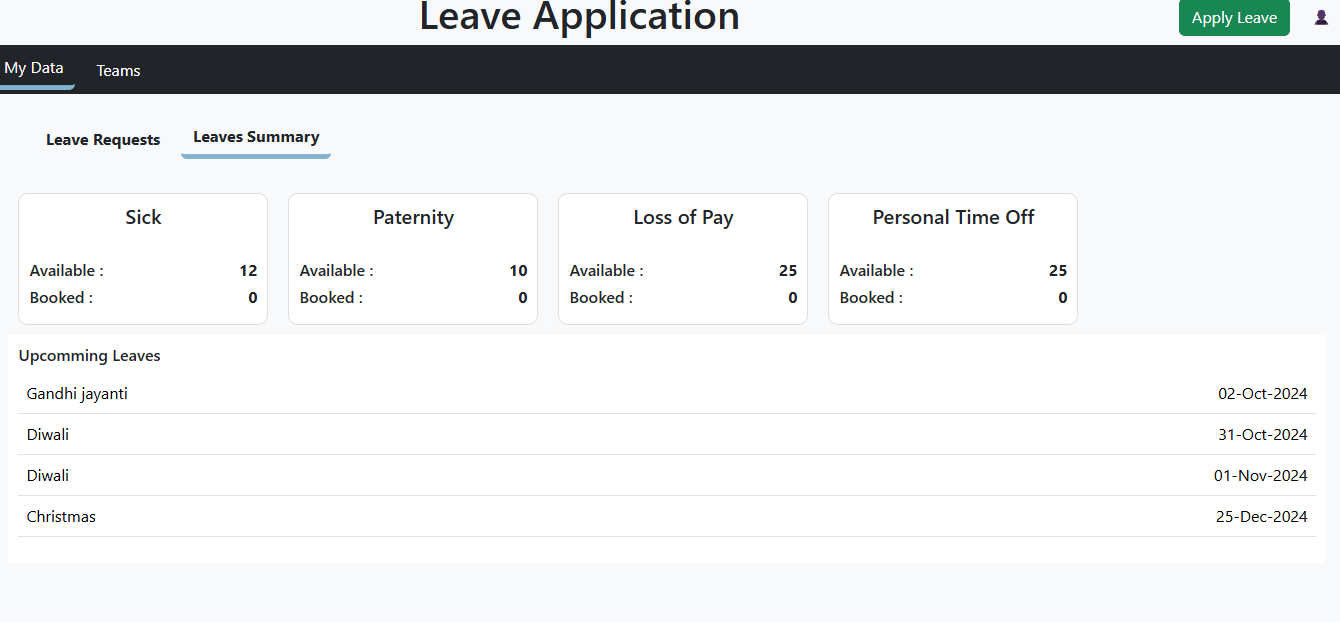 Leave Application
Apply Leave
My Data
Teams
Leave Requests
Leaves Summary
Sick
Available : 12
Booked : 0
Paternity
Available : 10
Booked : 0
Loss of Pay
Available : 25
Booked : 0
Personal Time Off
Available : 25
Booked : 0
Upcomming Leaves
Gandhi jayanti 02-Oct-2024
Diwali 31-Oct-2024
Diwali 01-Nov-2024
Christmas 25-Dec-2024